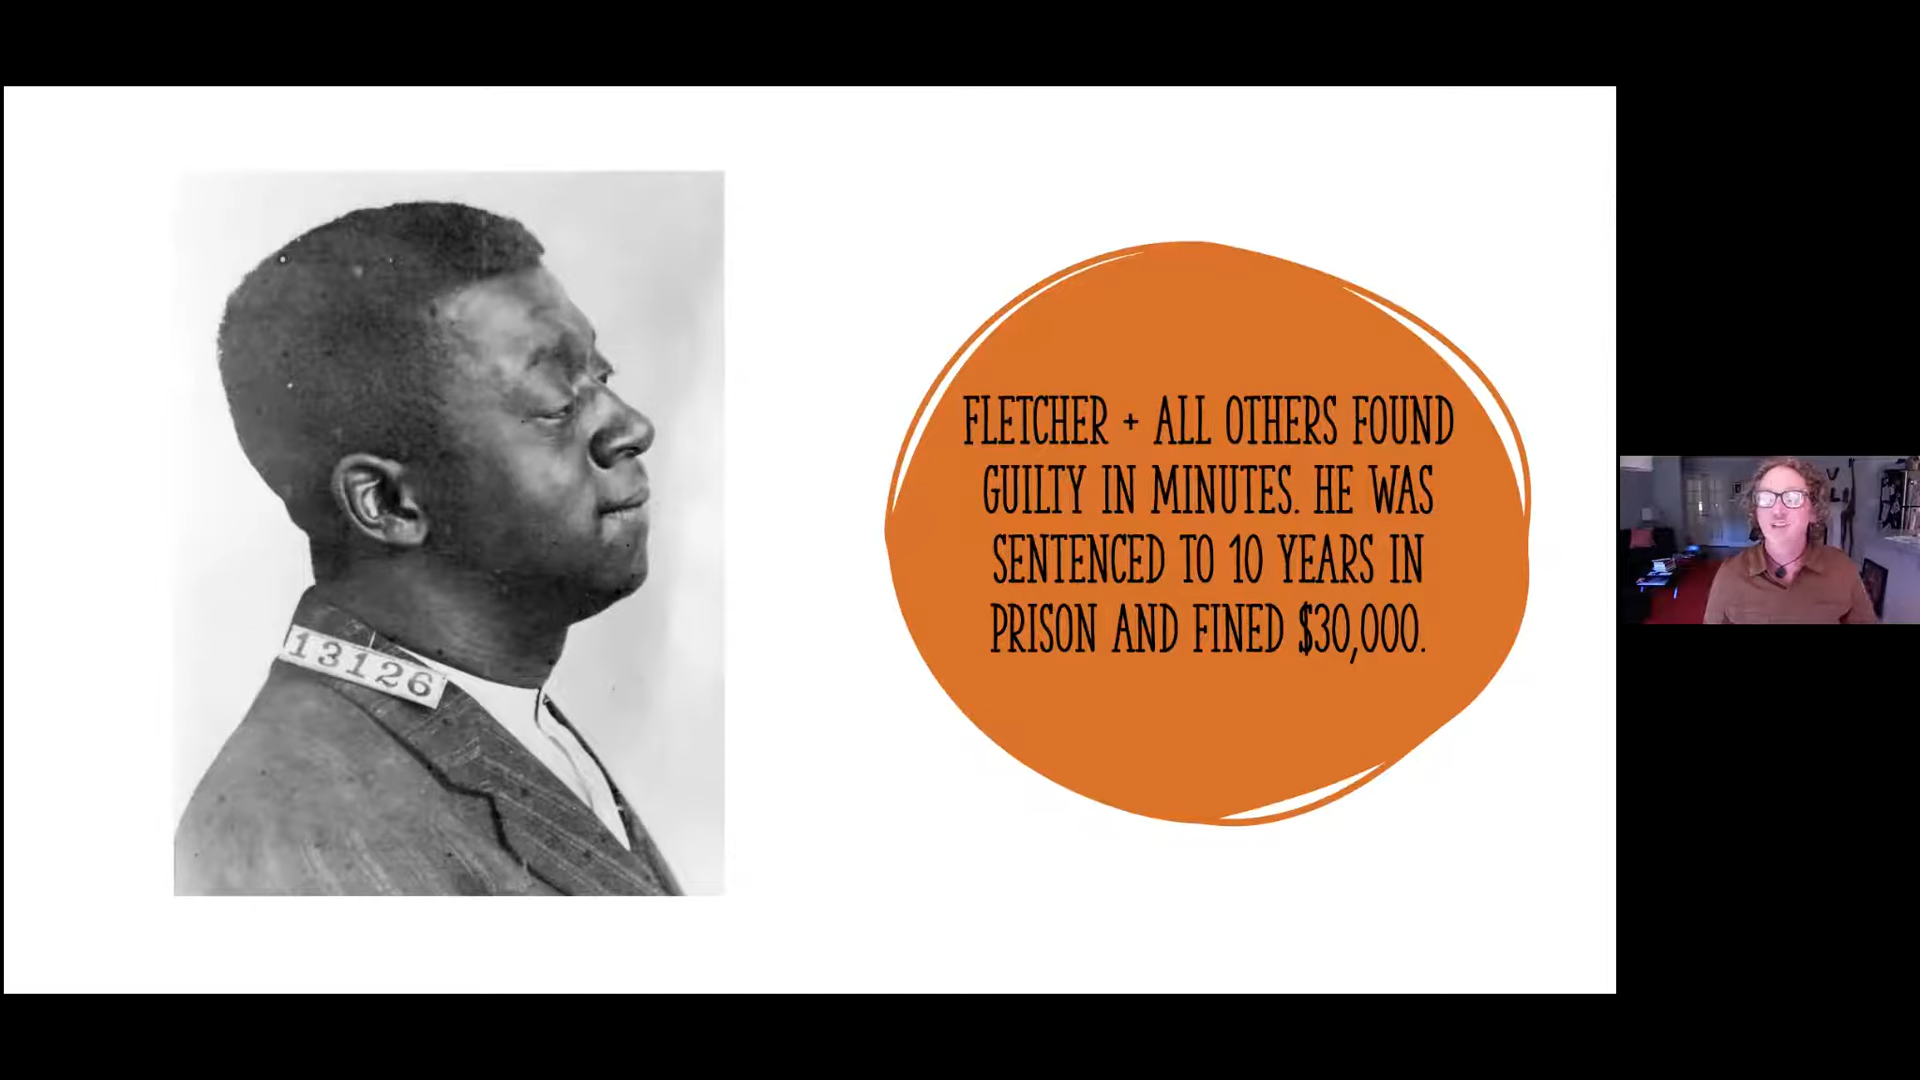 13126
FLETCHER + ALL OTHERS FOUND
GUILTY IN MINUTES. HE WAS
SENTENCED TO 10 YEARS IN
PRISON AND FINED $30,000.